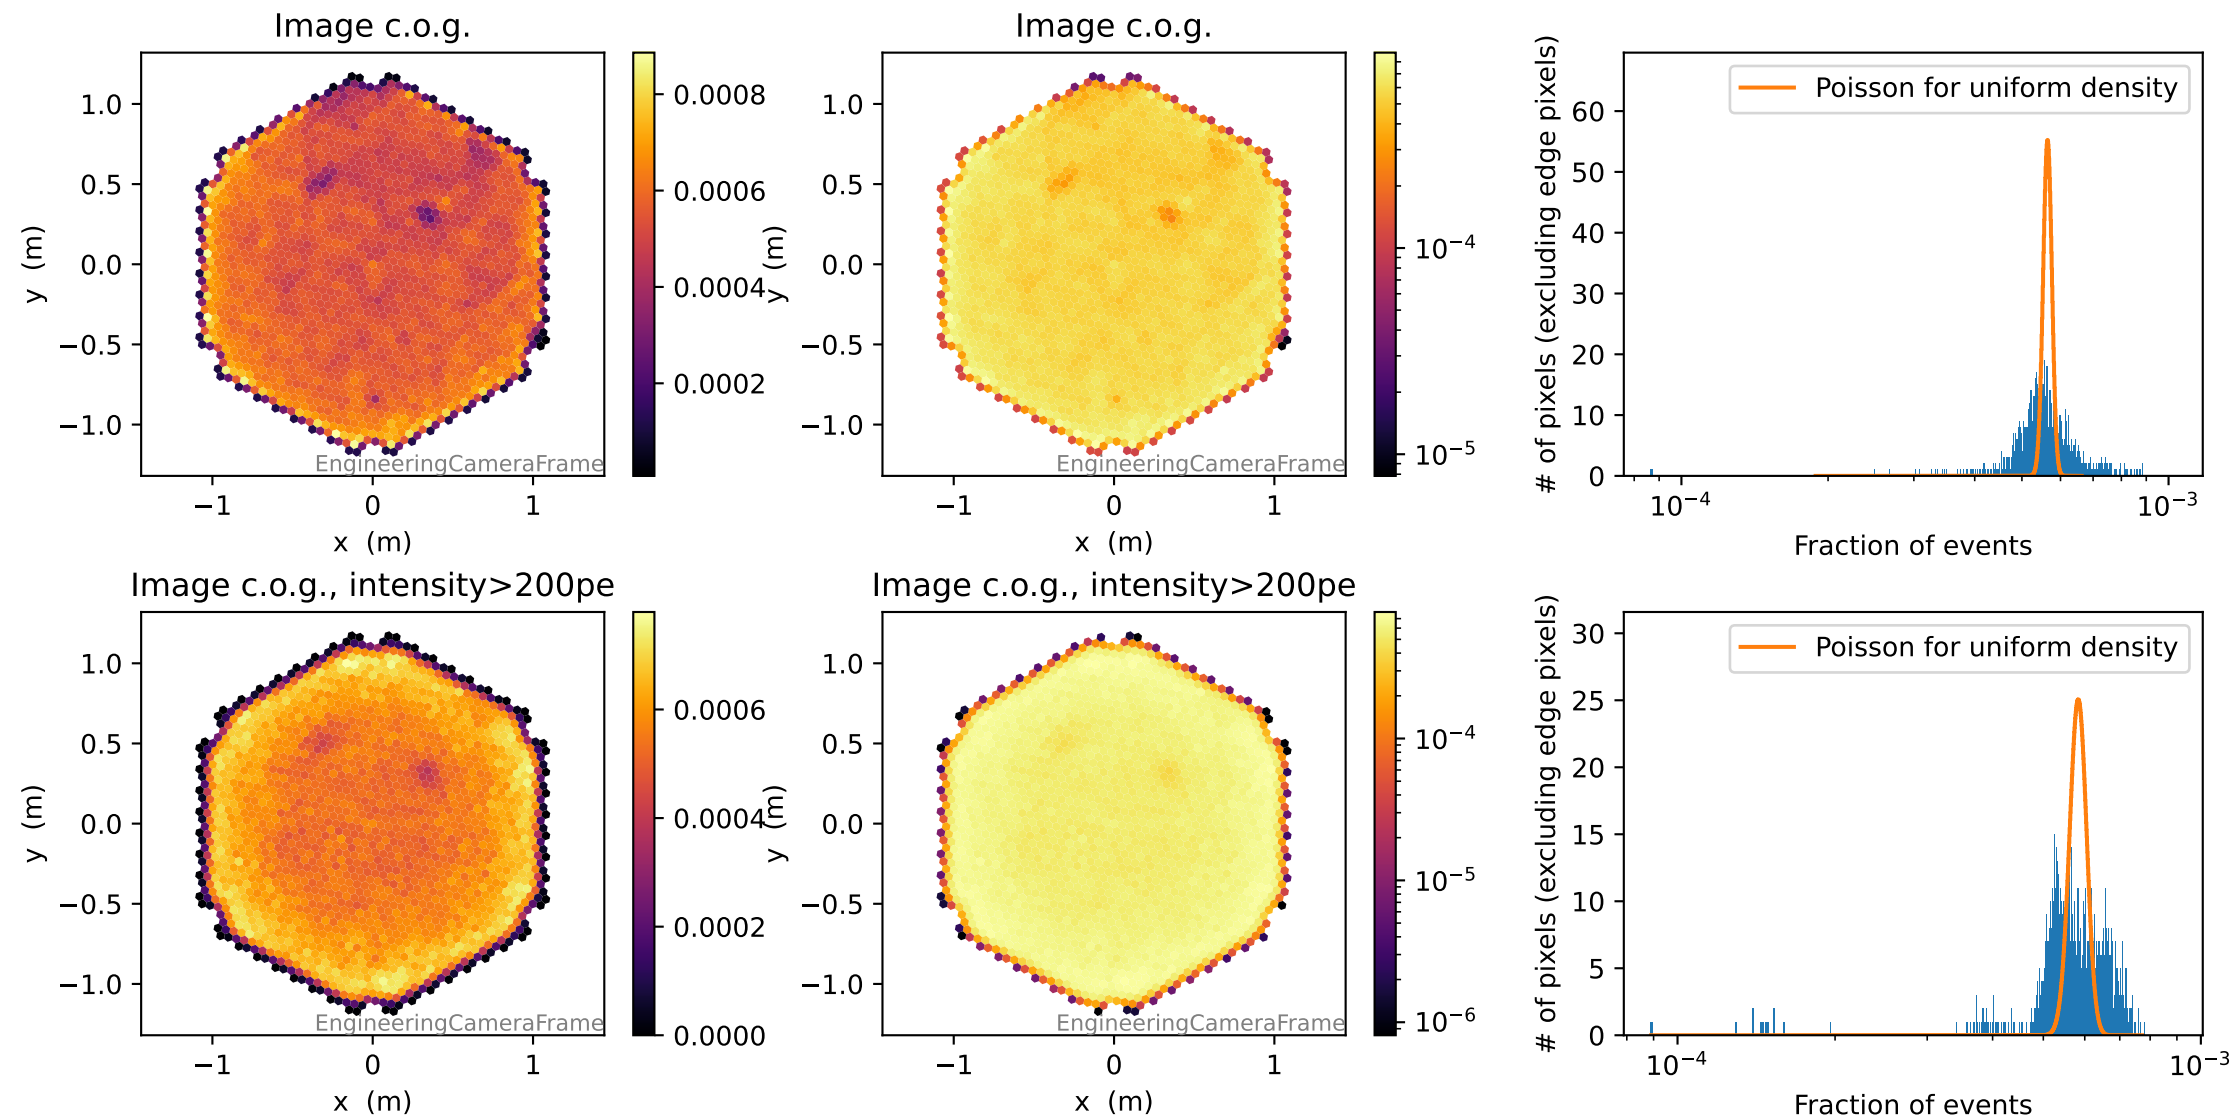 Image c.o.g.
1.0
0.5
0.0
−0.5
−1.0
y (m)
−1
0
1
x (m)
EngineeringCameraFrame
0.0008
0.0006
0.0004
0.0002
Image c.o.g.
1.0
0.5
0.0
−0.5
−1.0
y (m)
−1
0
1
x (m)
EngineeringCameraFrame
10⁻⁴
10⁻⁵
Poisson for uniform density
60
50
40
30
20
10
0
# of pixels (excluding edge pixels)
10⁻⁴
10⁻³
Fraction of events
Image c.o.g., intensity>200pe
1.0
0.5
0.0
−0.5
−1.0
y (m)
−1
0
1
x (m)
EngineeringCameraFrame
0.0006
0.0004
0.0002
0.0000
Image c.o.g., intensity>200pe
1.0
0.5
0.0
−0.5
−1.0
y (m)
−1
0
1
x (m)
EngineeringCameraFrame
10⁻⁴
10⁻⁵
10⁻⁶
Poisson for uniform density
30
25
20
15
10
5
0
# of pixels (excluding edge pixels)
10⁻⁴
10⁻³
Fraction of events